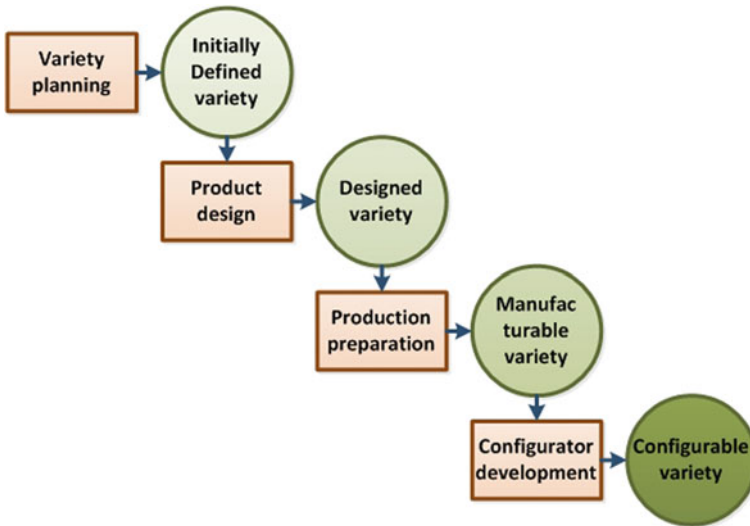 Variety
planning
Initially
Defined
variety
Product
design
Designed
variety
Production
preparation
Manufac
turable
variety
Configurator
development
Configurable
variety